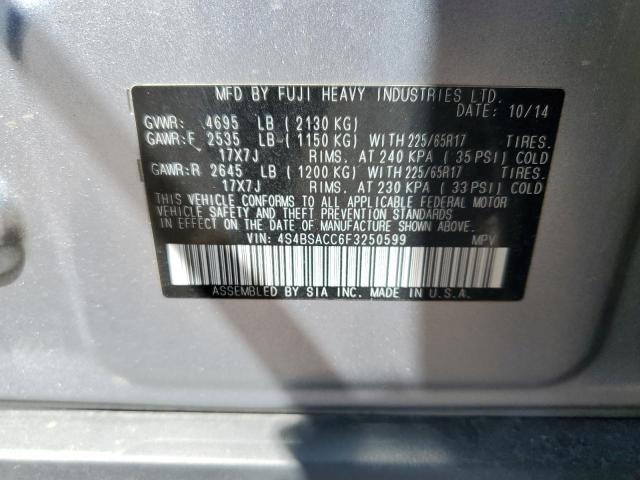 MFD BY FUJI HEAVY INDUSTRIES LTD.
DATE: 10/14
GVWR: 4695 LB ( 2130 KG)
GAWR:F 2535 LB ( 1150 KG) WITH 225/65R17 TIRES.
17X7J RIMS. AT 240 KPA ( 35 PSI) COLD
GAWR:R 2645 LB ( 1200 KG) WITH 225/65R17 TIRES.
17X7J RIMS. AT 230 KPA ( 33 PSI) COLD
THIS VEHICLE CONFORMS TO ALL APPLICABLE FEDERAL MOTOR
VEHICLE SAFETY AND THEFT PREVENTION STANDARDS
IN EFFECT ON THE DATE OF MANUFACTURE SHOWN ABOVE.
VIN: 4S4BSACC6F3250599 MPV
ASSEMBLED BY SIA INC. MADE IN U.S.A.